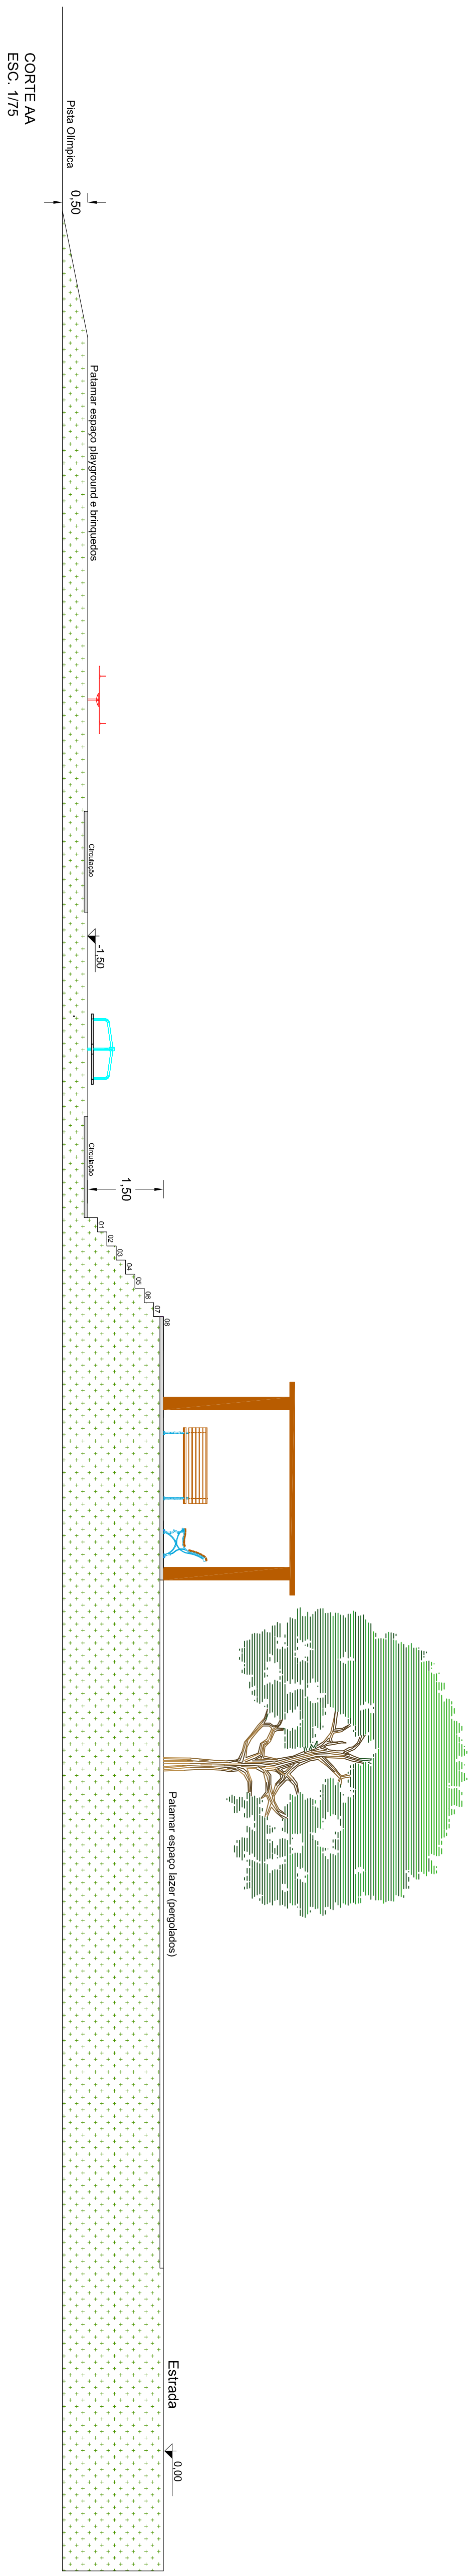 Pista Olímpica
0,50
Patamar espaço playground e brinquedos
Circulação
-1,50
Circulação
1,50
01
02
03
04
05
06
07
08
Patamar espaço lazer (pergolados)
Estrada
0,00
CORTE AA
ESC. 1/75